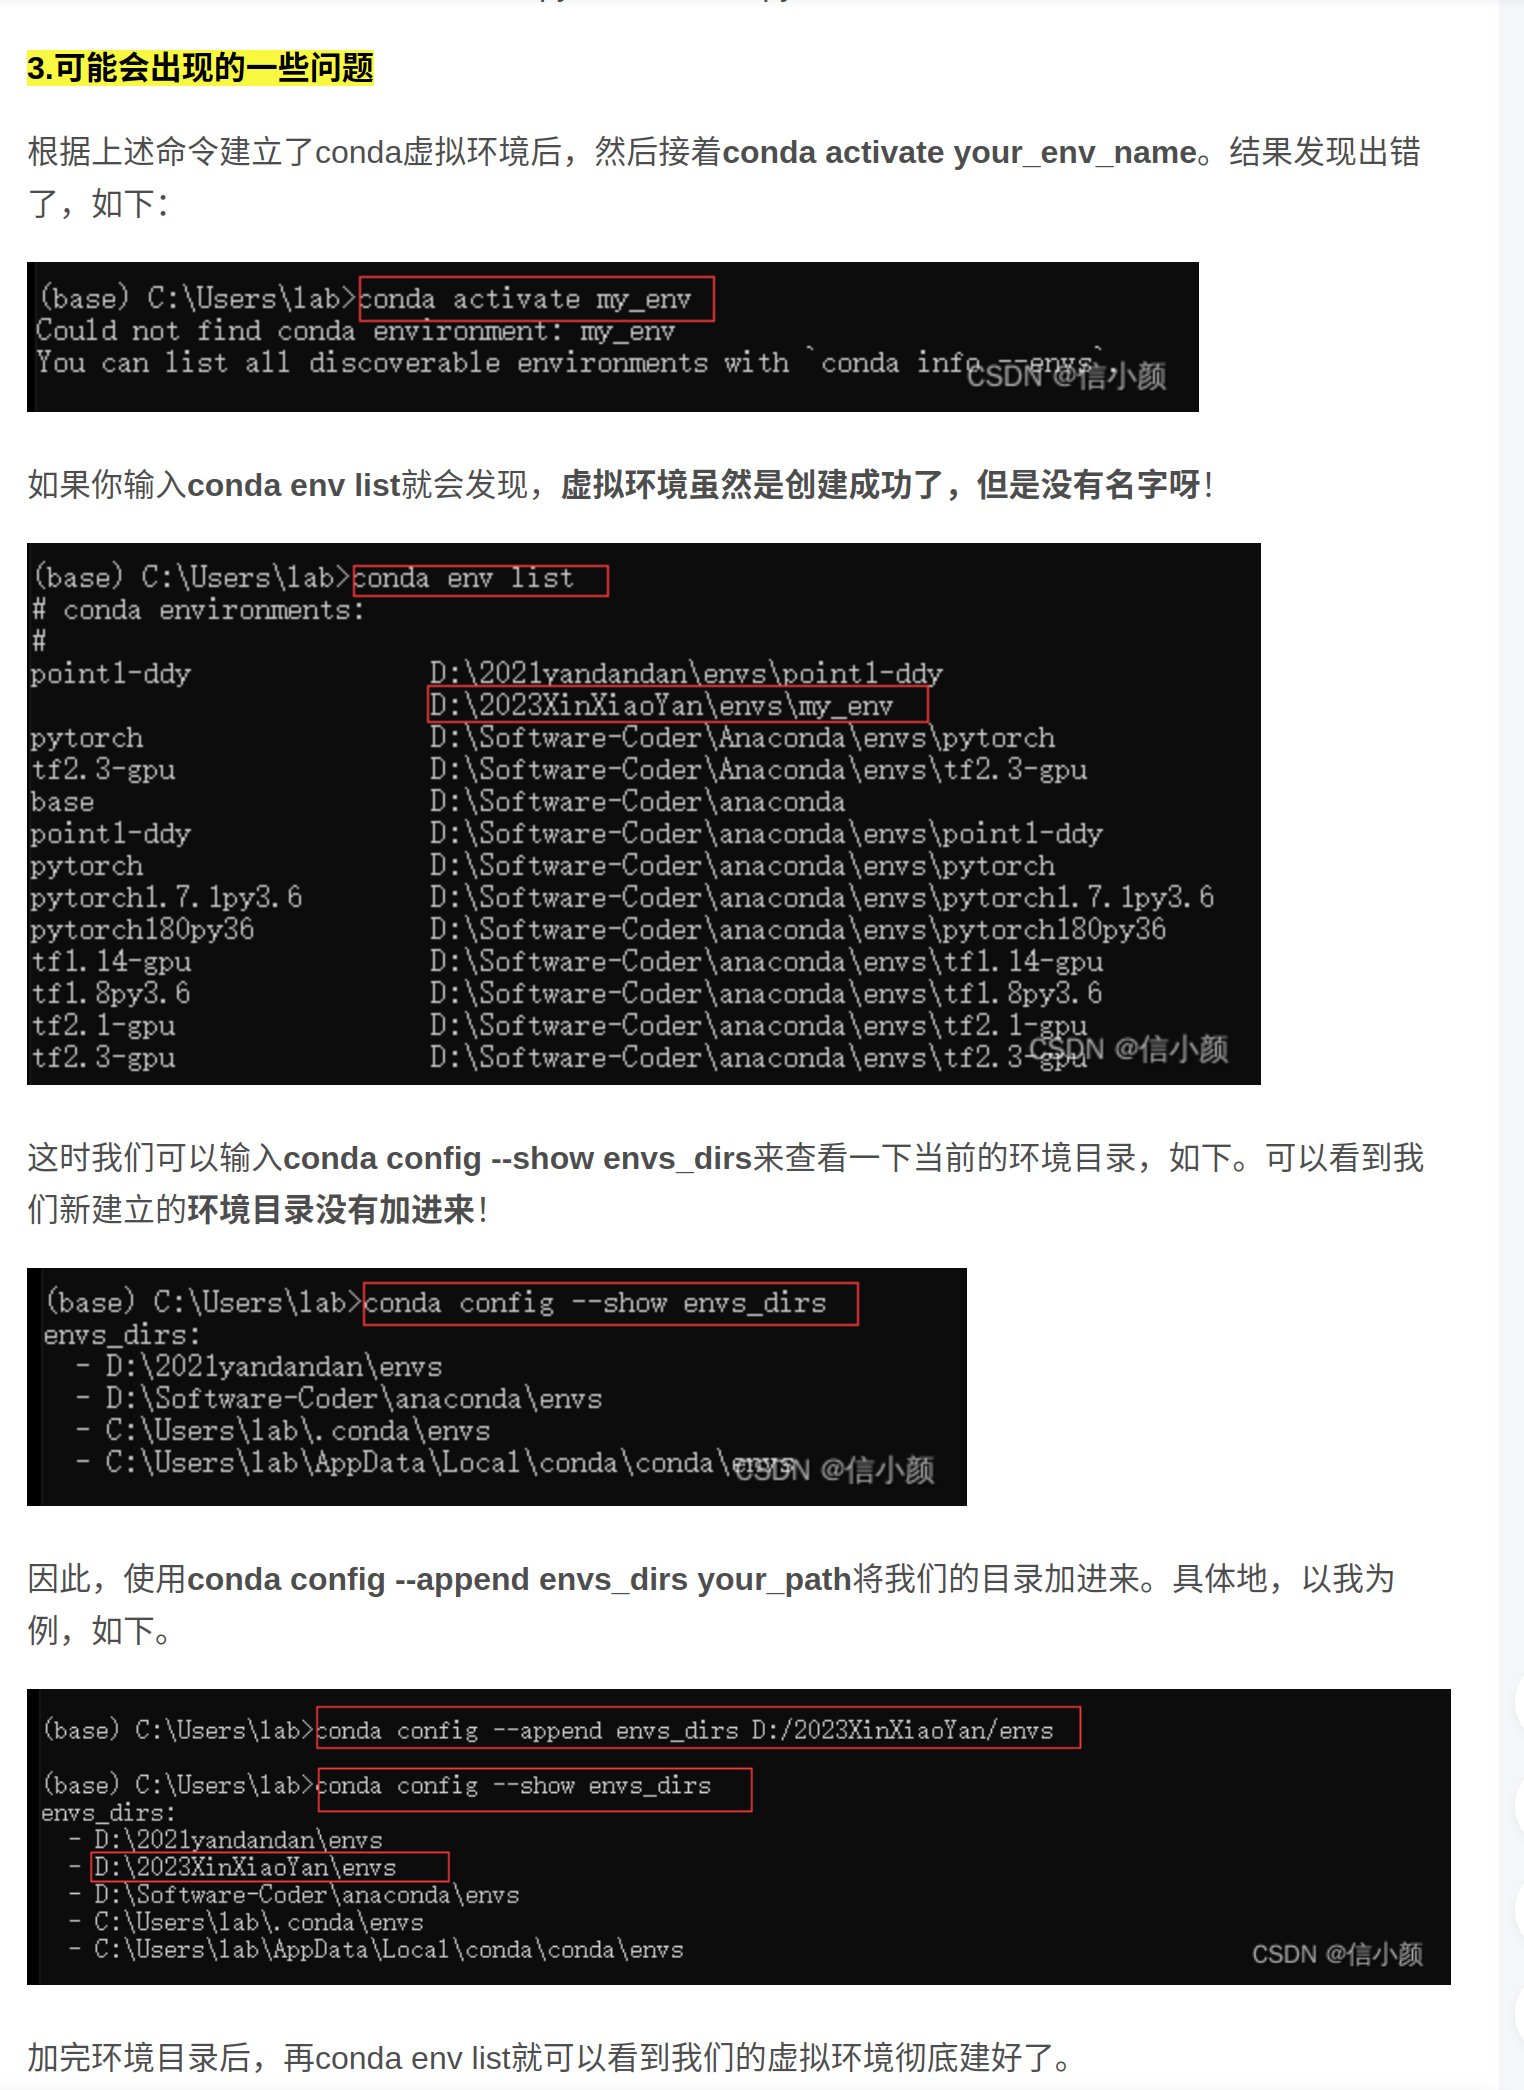 3.可能会出现的一些问题
根据上述命令建立了conda虚拟环境后，然后接着conda activate your_env_name。结果发现出错
了，如下：
(base) C:\Users\lab>conda activate my_env
Could not find conda environment: my_env
You can list all discoverable environments with `conda info --envs`.
CSDN @信小颜
如果你输入conda env list就会发现，虚拟环境虽然是创建成功了，但是没有名字呀！
(base) C:\Users\lab>conda env list
# conda environments:
#
point1-ddy D:\2021yandandan\envs\point1-ddy
D:\2023XinXiaoYan\envs\my_env
pytorch D:\Software-Coder\Anaconda\envs\pytorch
tf2.3-gpu D:\Software-Coder\Anaconda\envs\tf2.3-gpu
base D:\Software-Coder\anaconda
point1-ddy D:\Software-Coder\anaconda\envs\point1-ddy
pytorch D:\Software-Coder\anaconda\envs\pytorch
pytorch1.7.1py3.6 D:\Software-Coder\anaconda\envs\pytorch1.7.1py3.6
pytorch180py36 D:\Software-Coder\anaconda\envs\pytorch180py36
tf1.14-gpu D:\Software-Coder\anaconda\envs\tf1.14-gpu
tf1.8py3.6 D:\Software-Coder\anaconda\envs\tf1.8py3.6
tf2.1-gpu D:\Software-Coder\anaconda\envs\tf2.1-gpu
tf2.3-gpu D:\Software-Coder\anaconda\envs\tf2.3-gpu
CSDN @信小颜
这时我们可以输入conda config --show envs_dirs来查看一下当前的环境目录，如下。可以看到我
们新建立的环境目录没有加进来！
(base) C:\Users\lab>conda config --show envs_dirs
envs_dirs:
- D:\2021yandandan\envs
- D:\Software-Coder\anaconda\envs
- C:\Users\lab\.conda\envs
- C:\Users\lab\AppData\Local\conda\conda\envs
CSDN @信小颜
因此，使用conda config --append envs_dirs your_path将我们的目录加进来。具体地，以我为
例，如下。
(base) C:\Users\lab>conda config --append envs_dirs D:/2023XinXiaoYan/envs
(base) C:\Users\lab>conda config --show envs_dirs
envs_dirs:
- D:\2021yandandan\envs
- D:\2023XinXiaoYan\envs
- D:\Software-Coder\anaconda\envs
- C:\Users\lab\.conda\envs
- C:\Users\lab\AppData\Local\conda\conda\envs
CSDN @信小颜
加完环境目录后，再conda env list就可以看到我们的虚拟环境彻底建好了。